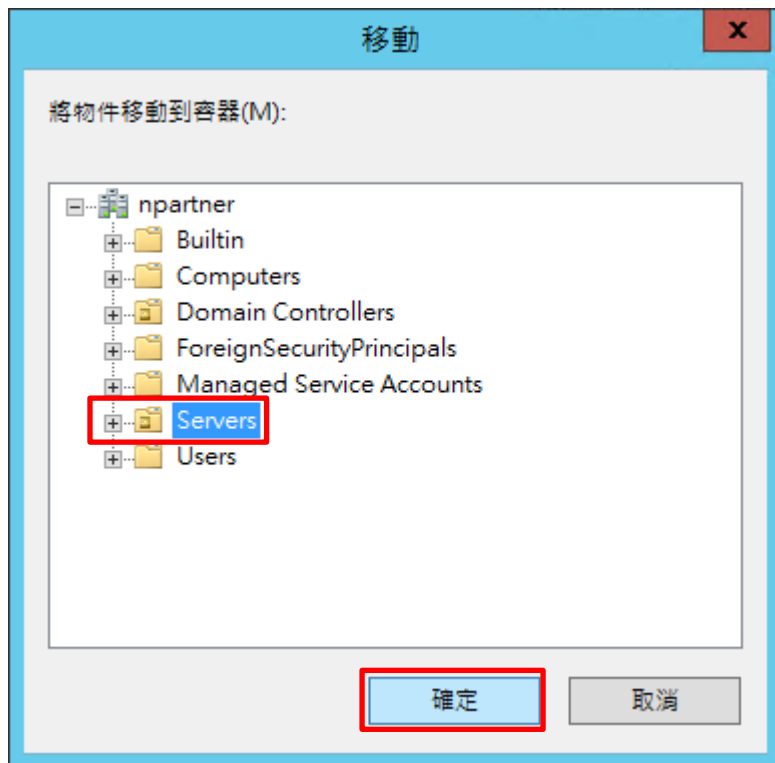 移動
x
將物件移動到容器(M):
npartner
Builtin
Computers
Domain Controllers
ForeignSecurityPrincipals
Managed Service Accounts
Servers
Users
確定 取消